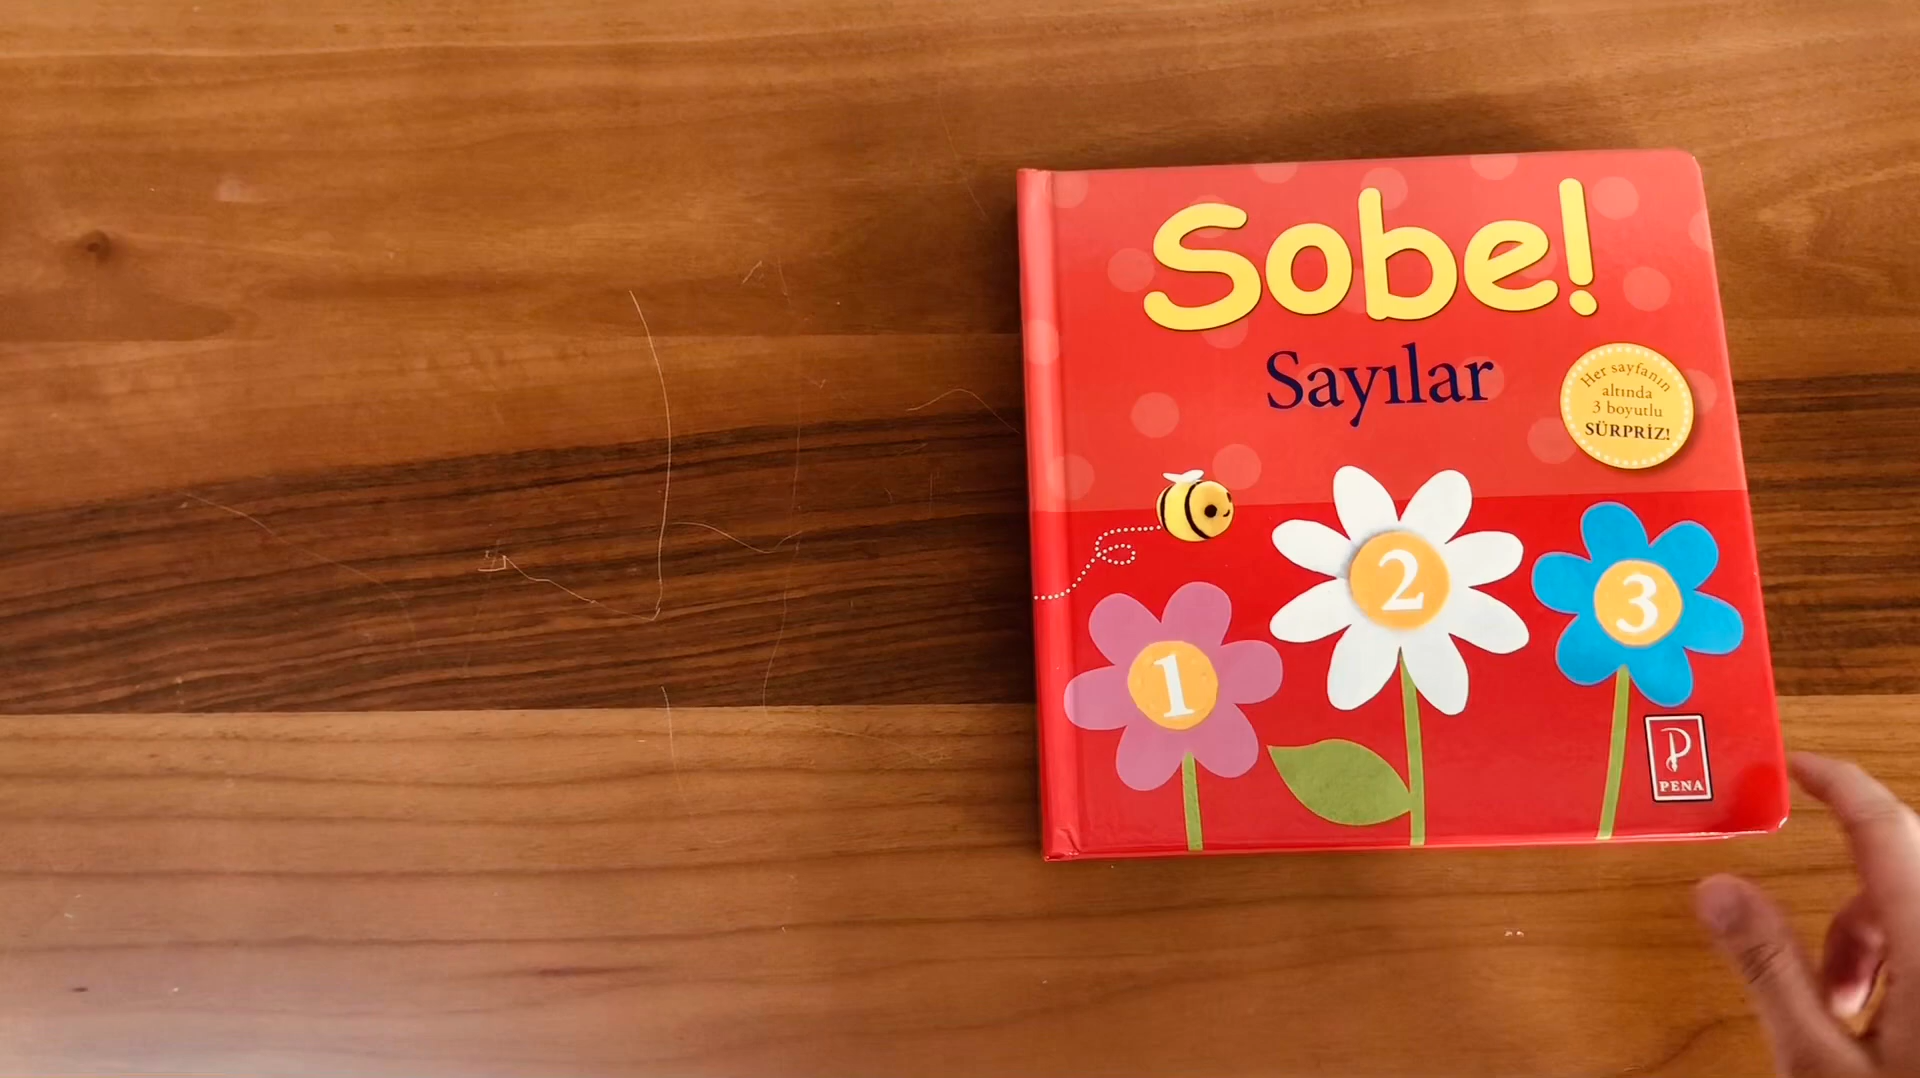 Sobe!
Sayılar
Her sayfanın
altında
3 boyutlu
SÜRPRİZ!
1
2
3
P
PENA